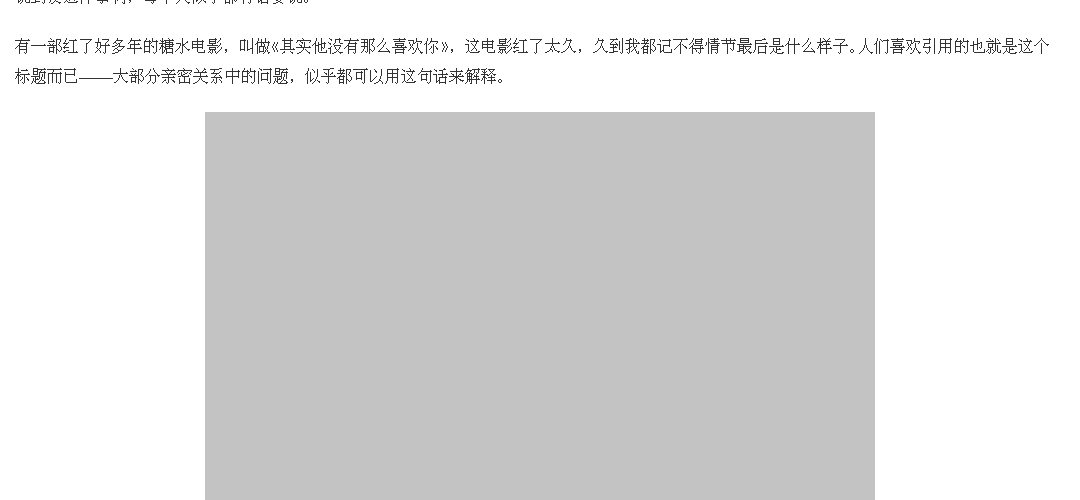 有一部红了好多年的糖水电影，叫做《其实他没有那么喜欢你》，这电影红了太久，久到我都记不得情节最后是什么样子。人们喜欢引用的也就是这个
标题而已——大部分亲密关系中的问题，似乎都可以用这句话来解释。